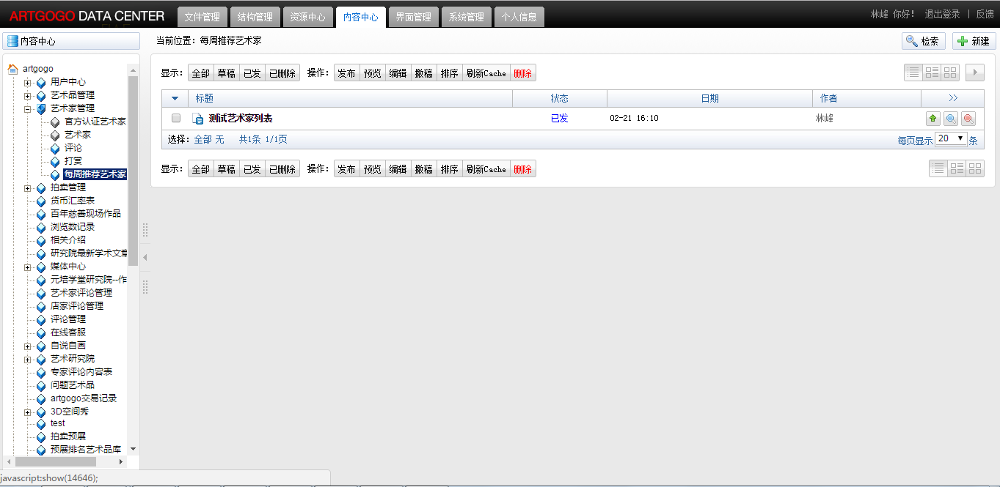 ARTGOGO DATA CENTER 文件管理 结构管理 资源中心 内容中心 界面管理 系统管理 个人信息 林峰 你好! 退出登录 | 反馈
内容中心
当前位置: 每周推荐艺术家 检索 新建
artgogo
用户中心
艺术品管理
艺术家管理
官方认证艺术家
艺术家
评论
打赏
每周推荐艺术家
拍卖管理
货币汇率表
百年慈善现场作品
浏览数记录
相关介绍
研究院最新学术文章
媒体中心
元培学堂研究院--作
艺术家评论管理
店家评论管理
评论管理
在线客服
自说自画
艺术研究院
专家评论内容表
问题艺术品
artgogo交易记录
3D空间秀
test
拍卖预展
预展排名艺术品库
显示: 全部 草稿 已发 已删除 操作: 发布 预览 编辑 撤稿 排序 刷新Cache 删除
标题 状态 日期 作者 >>
测试艺术家列表 已发 02-21 16:10 林峰
选择: 全部 无 共1条 1/1页 每页显示 20 条
显示: 全部 草稿 已发 已删除 操作: 发布 预览 编辑 撤稿 排序 刷新Cache 删除
javascript:show(14646);